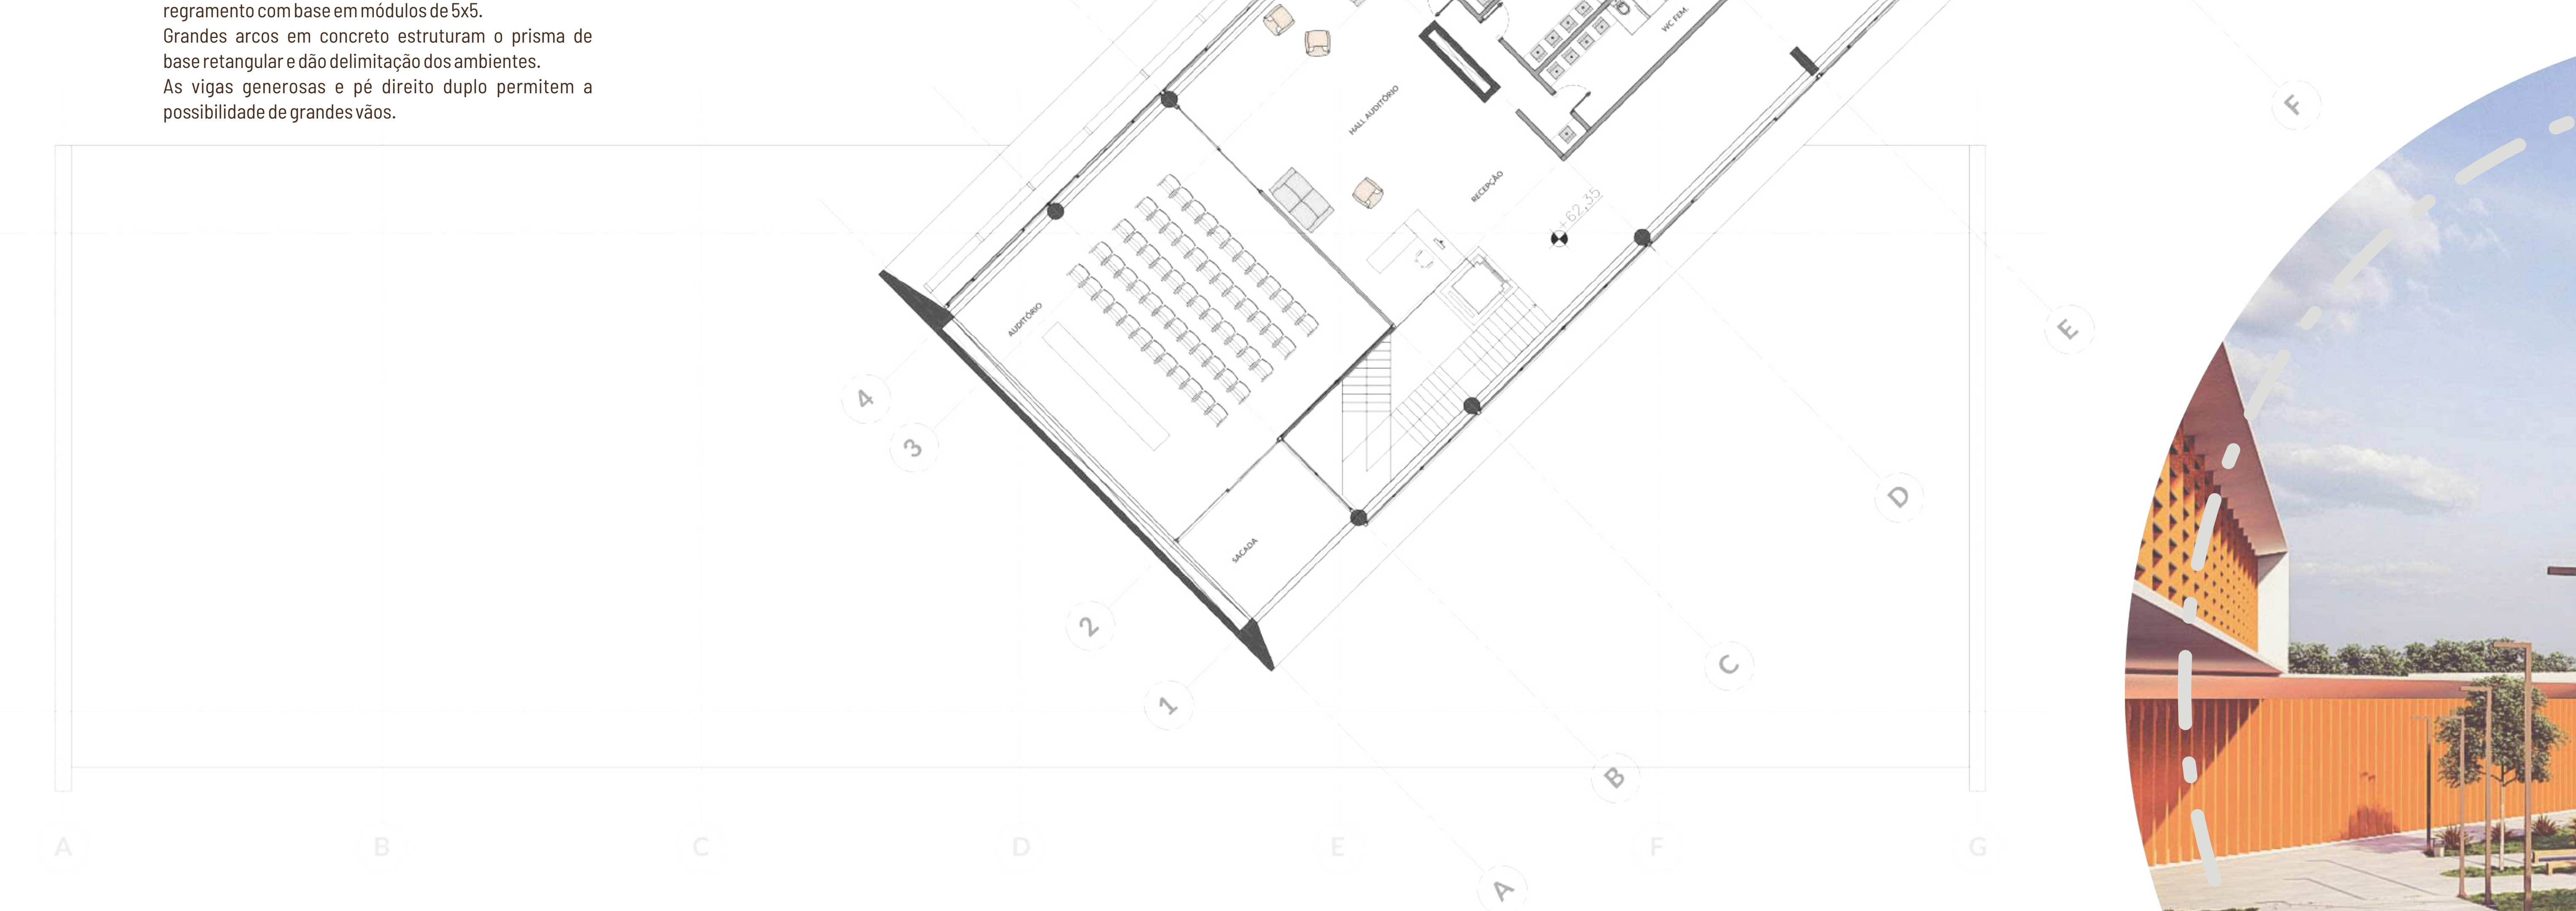 regramento com base em módulos de 5x5.
Grandes arcos em concreto estruturam o prisma de
base retangular e dão delimitação dos ambientes.
As vigas generosas e pé direito duplo permitem a
possibilidade de grandes vãos.
WC FEM.
HALL AUDITÓRIO
RECEPÇÃO
+62,35
AUDITÓRIO
SACADA
F
E
D
C
B
A
4
3
2
1
A
B
C
D
E
F
G